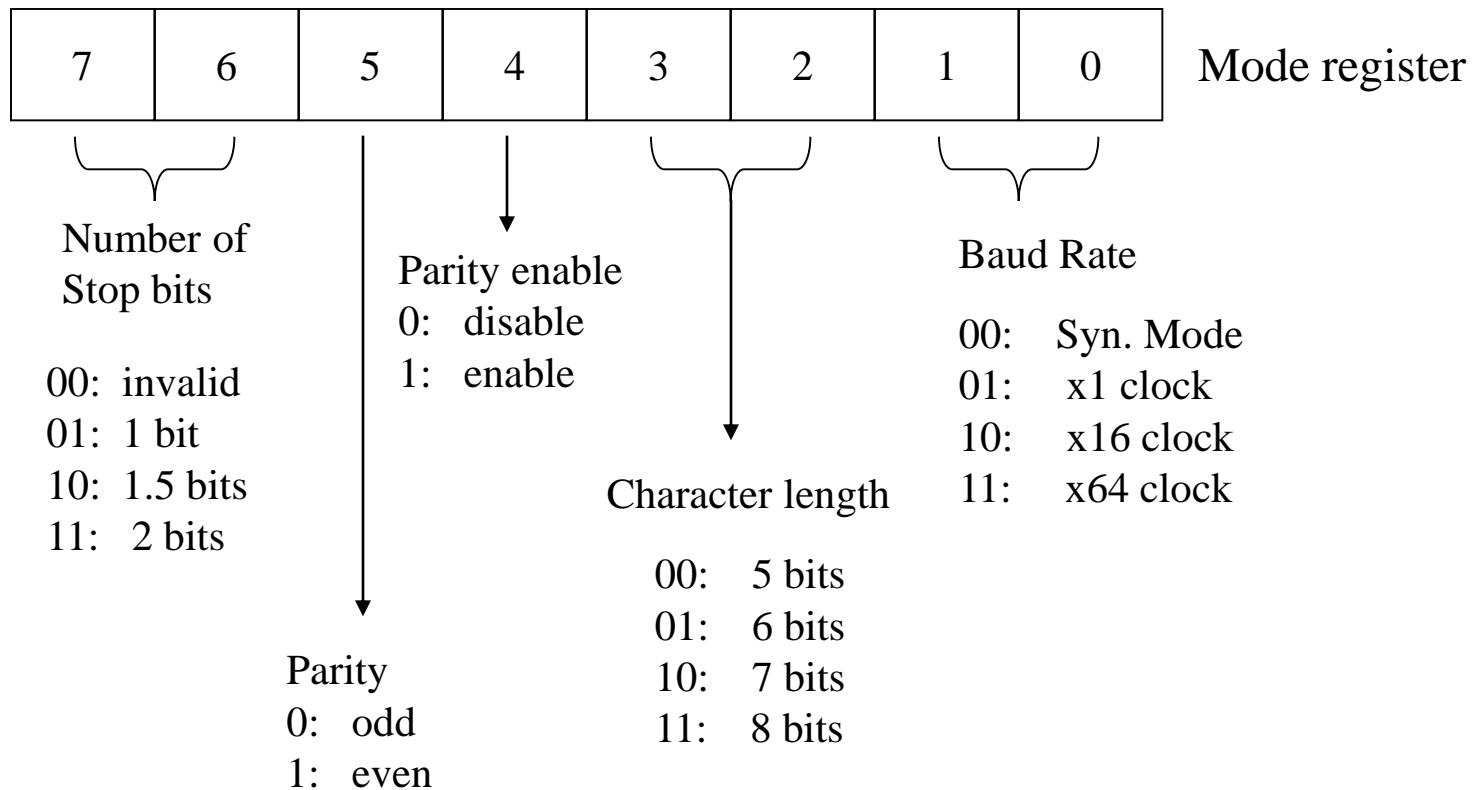 7 6 5 4 3 2 1 0 Mode register
Number of
Stop bits
00: invalid
01: 1 bit
10: 1.5 bits
11: 2 bits
Parity
0: odd
1: even
Parity enable
0: disable
1: enable
Character length
00: 5 bits
01: 6 bits
10: 7 bits
11: 8 bits
Baud Rate
00: Syn. Mode
01: x1 clock
10: x16 clock
11: x64 clock